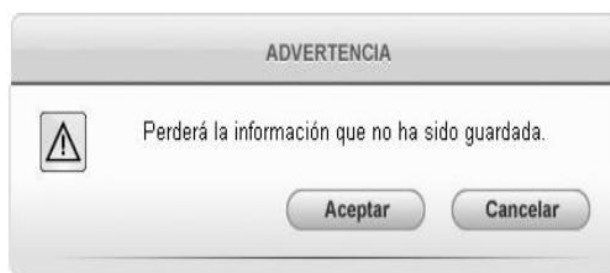 ADVERTENCIA
Perderá la información que no ha sido guardada.
Aceptar Cancelar